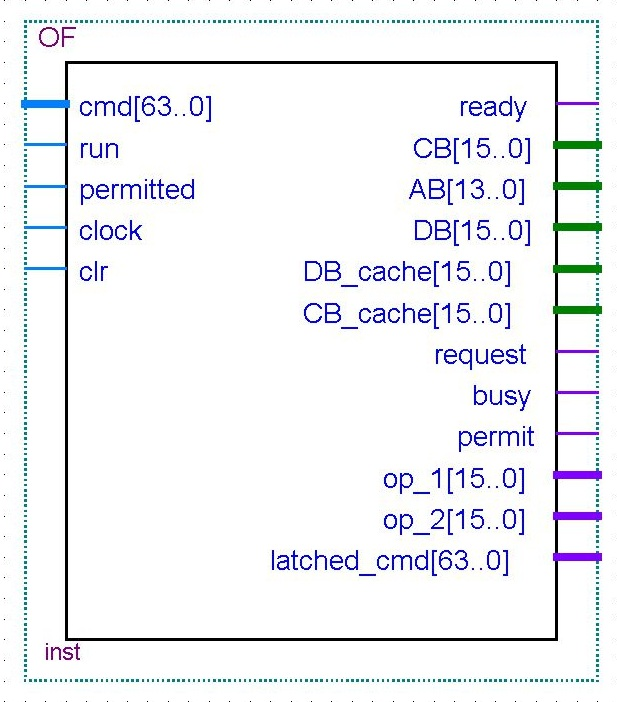 OF
cmd[63..0] ready
run CB[15..0]
permitted AB[13..0]
clock DB[15..0]
clr DB_cache[15..0]
CB_cache[15..0]
request
busy
permit
op_1[15..0]
op_2[15..0]
latched_cmd[63..0]
inst